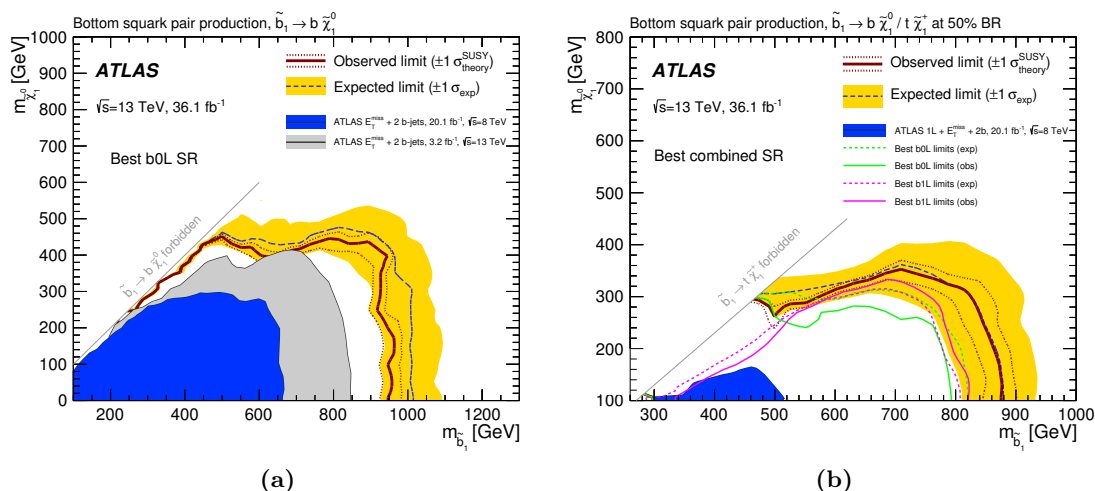 Bottom squark pair production, b̃₁ → b χ̃₁⁰
m_χ̃₁⁰ [GeV]
1000
900
800
700
600
500
400
300
200
100
0
ATLAS
√s=13 TeV, 36.1 fb⁻¹
Best b0L SR
Observed limit (±1 σ_theory^SUSY)
Expected limit (±1 σ_exp)
ATLAS E_T^miss + 2 b-jets, 20.1 fb⁻¹, √s=8 TeV
ATLAS E_T^miss + 2 b-jets, 3.2 fb⁻¹, √s=13 TeV
b̃₁ → b χ̃₁⁰ forbidden
200 400 600 800 1000 1200
m_b̃₁ [GeV]
(a)
Bottom squark pair production, b̃₁ → b χ̃₁⁰ / t χ̃₁⁺ at 50% BR
m_χ̃₁⁰ [GeV]
800
700
600
500
400
300
200
100
ATLAS
√s=13 TeV, 36.1 fb⁻¹
Best combined SR
Observed limit (±1 σ_theory^SUSY)
Expected limit (±1 σ_exp)
ATLAS 1L + E_T^miss + 2b, 20.1 fb⁻¹, √s=8 TeV
Best b0L limits (exp)
Best b0L limits (obs)
Best b1L limits (exp)
Best b1L limits (obs)
b̃₁ → t χ̃₁⁺ forbidden
300 400 500 600 700 800 900 1000
m_b̃₁ [GeV]
(b)